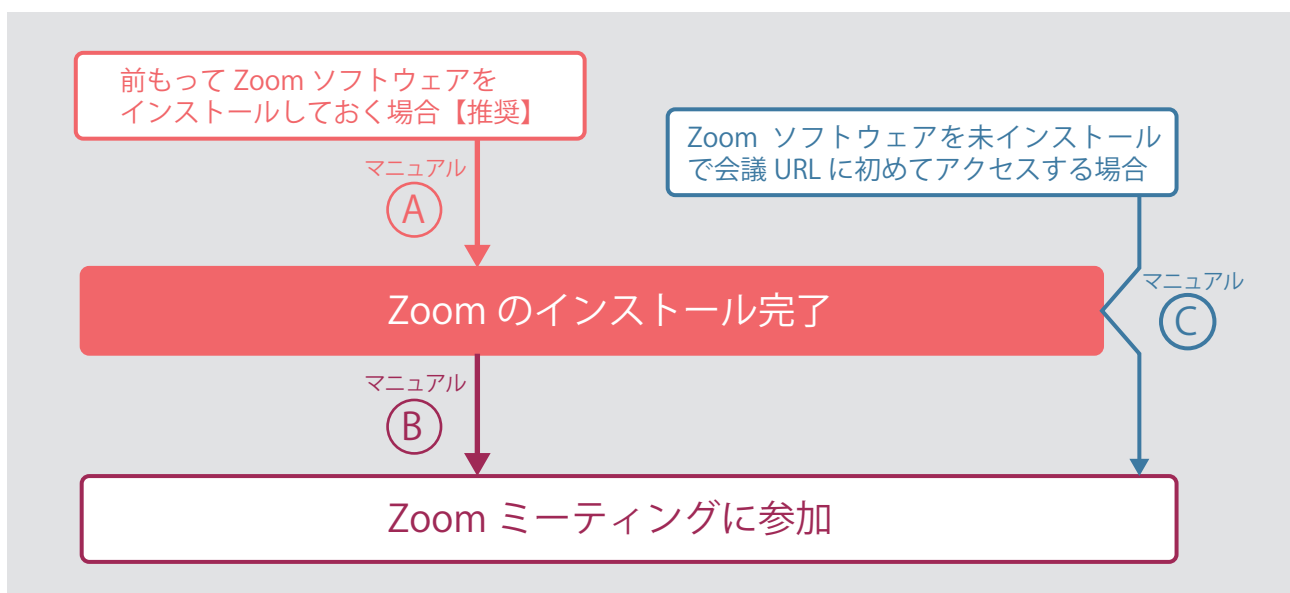 前もって Zoom ソフトウェアを
インストールしておく場合【推奨】
Zoom ソフトウェアを未インストール
で会議 URL に初めてアクセスする場合
マニュアル
A
Zoom のインストール完了
マニュアル
C
マニュアル
B
Zoom ミーティングに参加